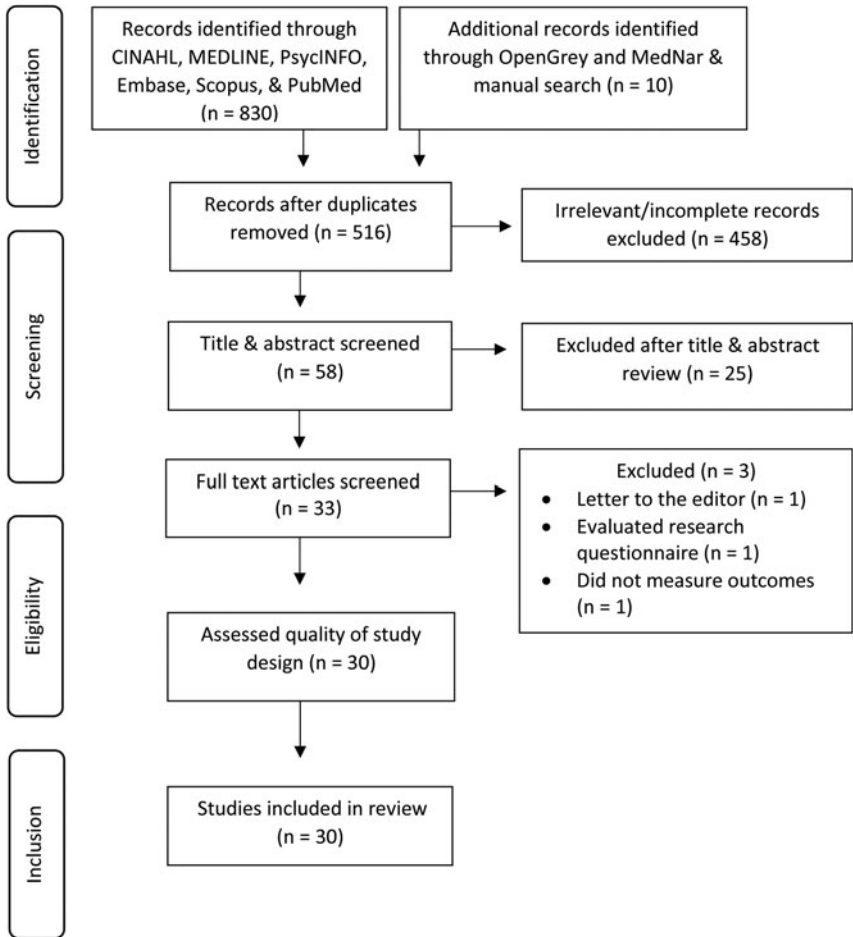 Identification
Records identified through
CINAHL, MEDLINE, PsycINFO,
Embase, Scopus, & PubMed
(n = 830)
Additional records identified
through OpenGrey and MedNar &
manual search (n = 10)
Records after duplicates
removed (n = 516)
Irrelevant/incomplete records
excluded (n = 458)
Screening
Title & abstract screened
(n = 58)
Excluded after title & abstract
review (n = 25)
Full text articles screened
(n = 33)
Excluded (n = 3)
• Letter to the editor (n = 1)
• Evaluated research
questionnaire (n = 1)
• Did not measure outcomes
(n = 1)
Eligibility
Assessed quality of study
design (n = 30)
Inclusion
Studies included in review
(n = 30)